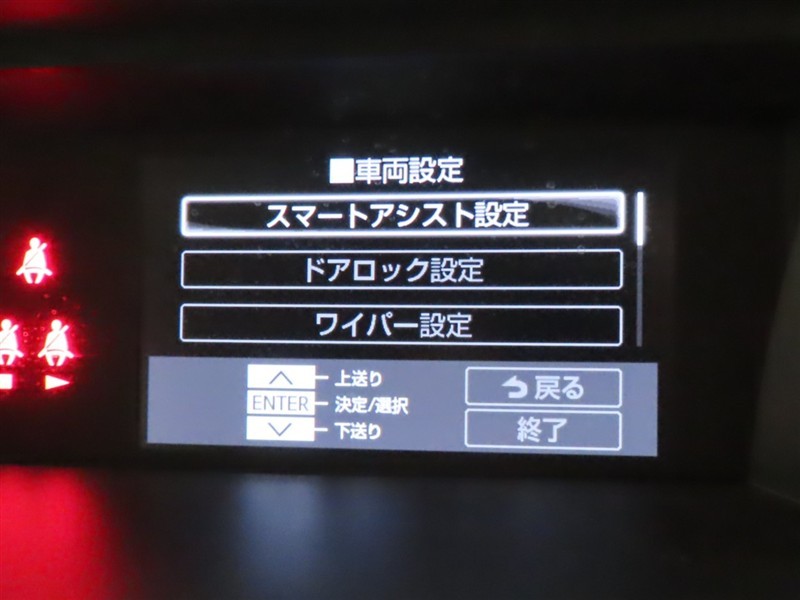 ■車両設定
スマートアシスト設定
ドアロック設定
ワイパー設定
上送り
ENTER 決定/選択
下送り
戻る
終了